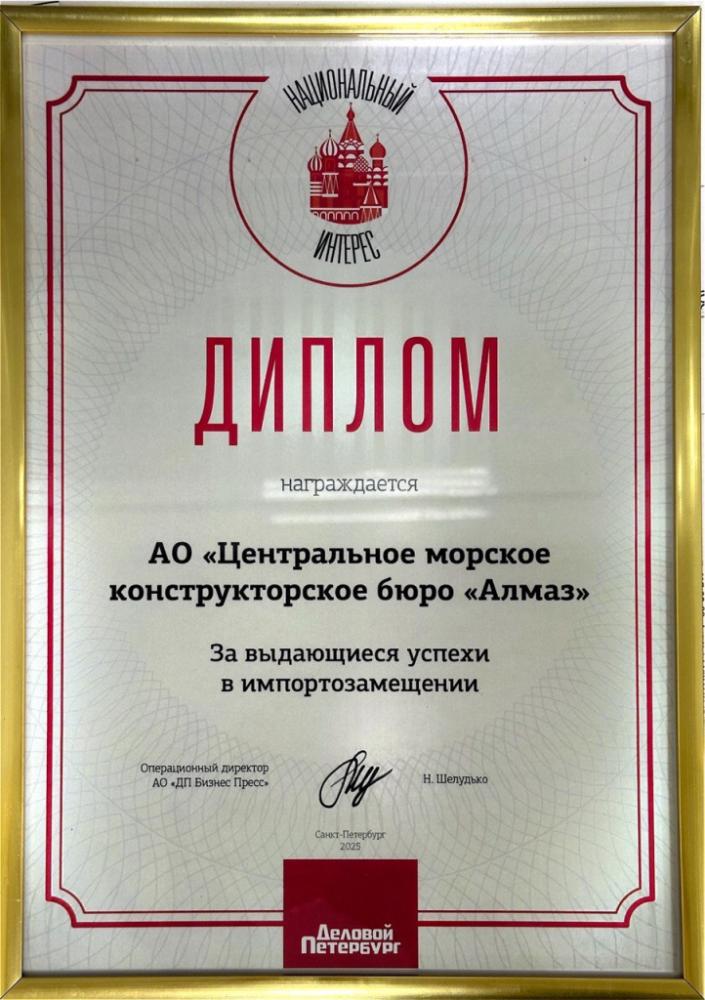 НАЦИОНАЛЬНЫЙ
ИНТЕРЕС
ДИПЛОМ
награждается
АО «Центральное морское
конструкторское бюро «Алмаз»
За выдающиеся успехи
в импортозамещении
Операционный директор
АО «ДП Бизнес Пресс»
Н. Шелудько
Санкт-Петербург
2025
Деловой
Петербург